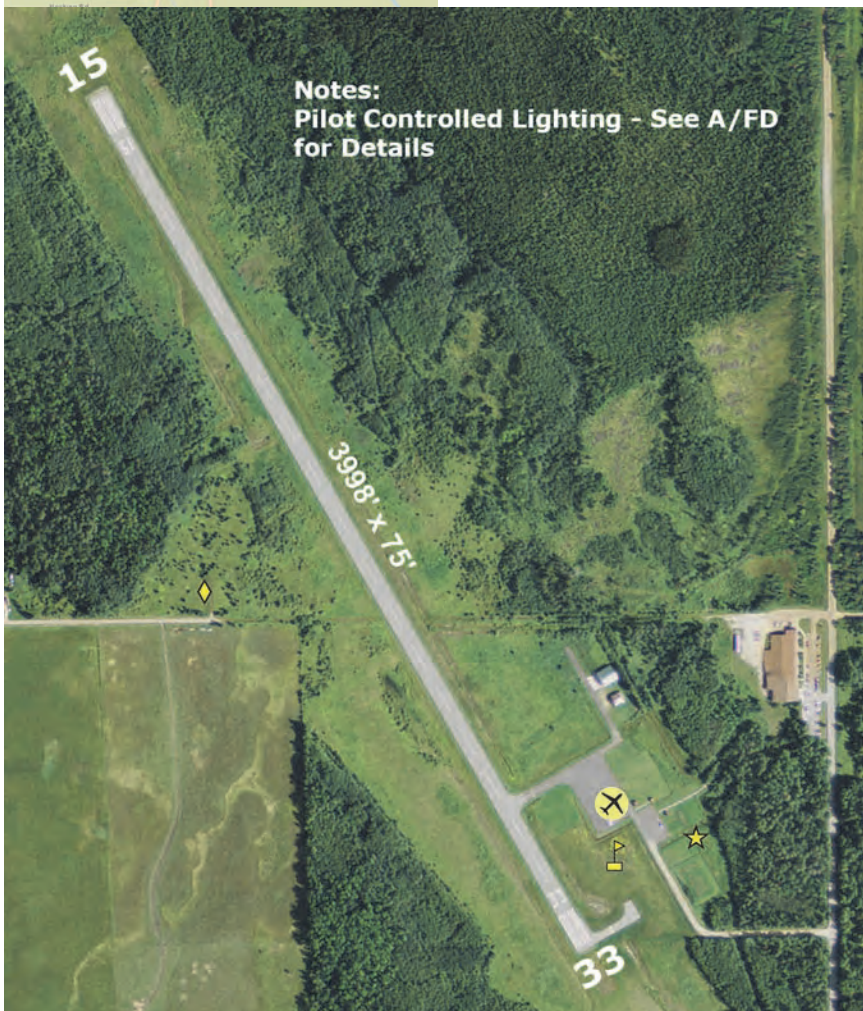 15
Notes:
Pilot Controlled Lighting - See A/FD
for Details
3998' x 75'
33